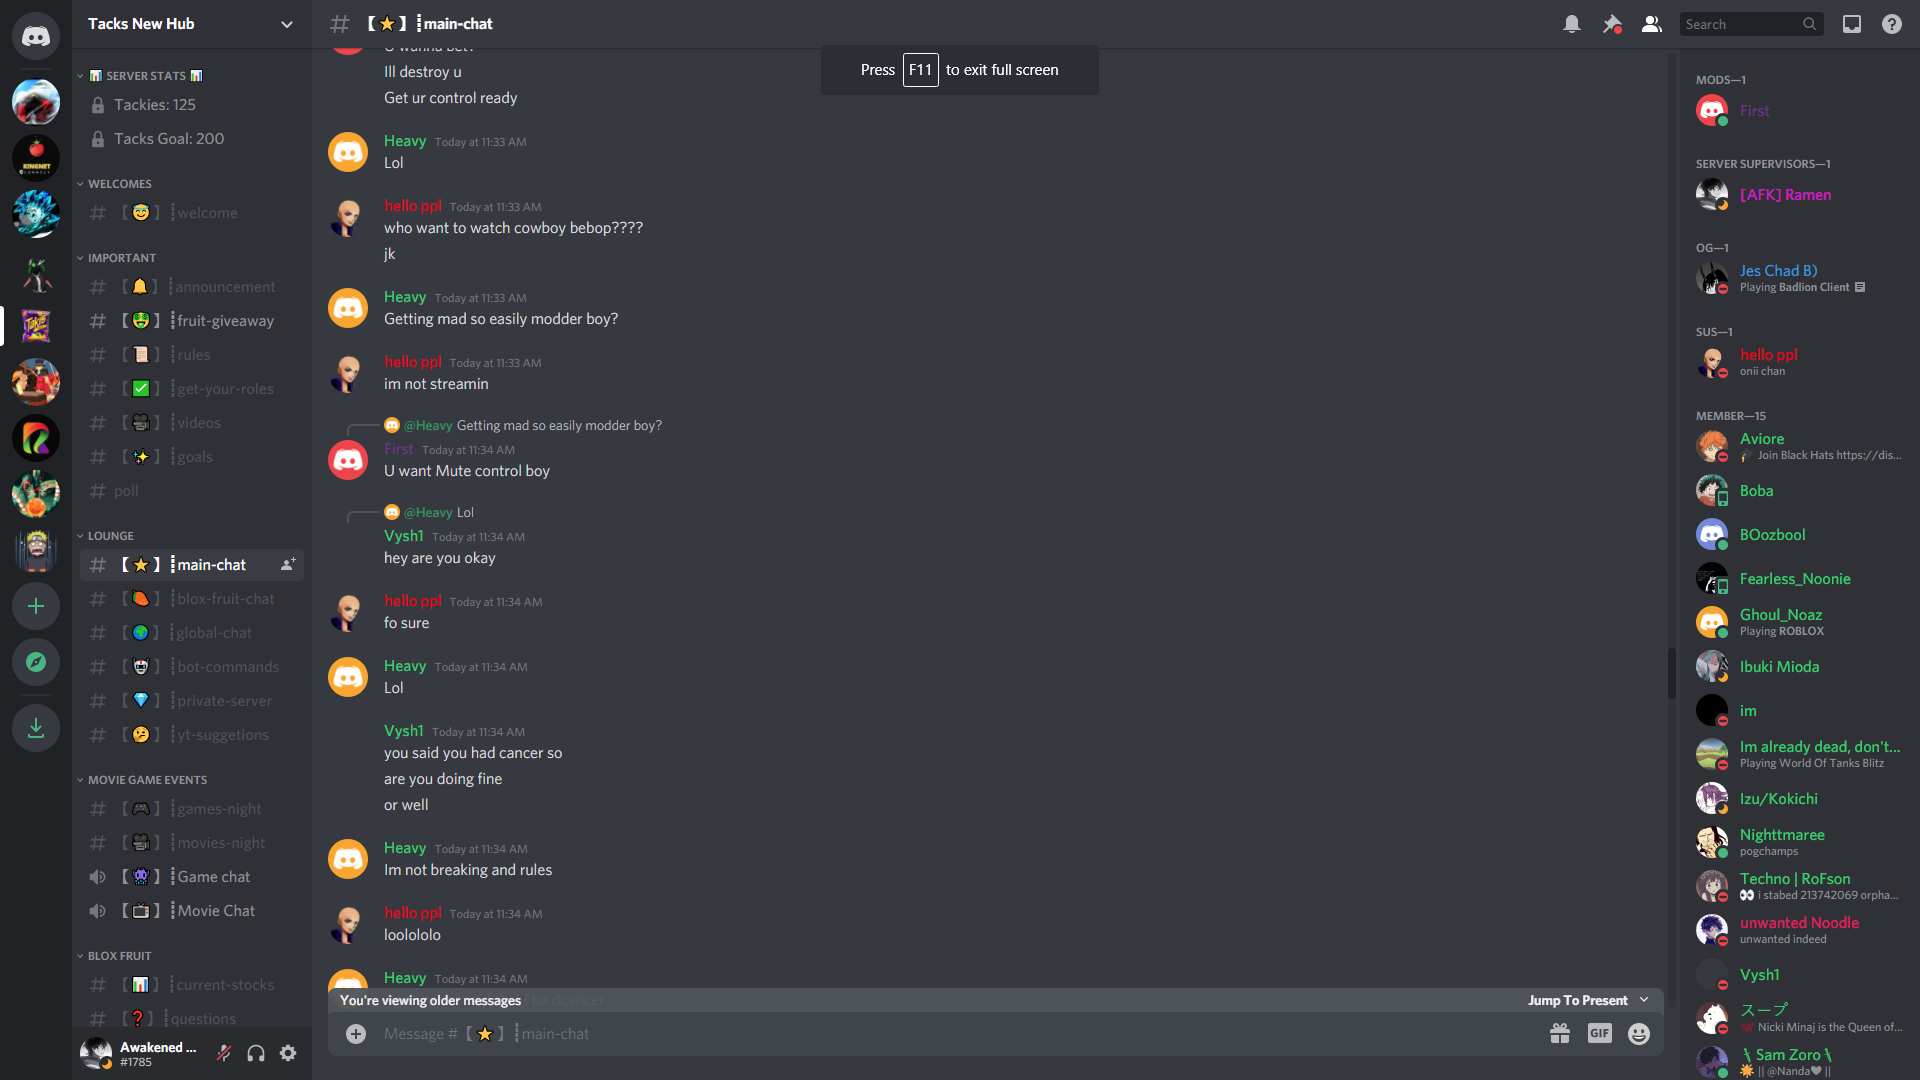 Tacks New Hub
📊 SERVER STATS 📊
Tackies: 125
Tacks Goal: 200
WELCOMES
【😇】┋welcome
IMPORTANT
【🔔】┋announcement
【🤑】┋fruit-giveaway
【📜】┋rules
【✅】┋get-your-roles
【🎥】┋videos
【✨】┋goals
poll
LOUNGE
【⭐】┋main-chat
【🥭】┋blox-fruit-chat
【🌍】┋global-chat
【🤖】┋bot-commands
【💎】┋private-server
【🤔】┋yt-suggetions
MOVIE GAME EVENTS
【🎮】┋games-night
【🎥】┋movies-night
【👾】┋Game chat
【📺】┋Movie Chat
BLOX FRUIT
【📊】┋current-stocks
【❓】┋questions
Awakened ...
#1785
【⭐】┋main-chat
Search
Press F11 to exit full screen
U wanna bet?
Ill destroy u
Get ur control ready
Heavy Today at 11:33 AM
Lol
hello ppl Today at 11:33 AM
who want to watch cowboy bebop????
jk
Heavy Today at 11:33 AM
Getting mad so easily modder boy?
hello ppl Today at 11:33 AM
im not streamin
@Heavy Getting mad so easily modder boy?
First Today at 11:34 AM
U want Mute control boy
@Heavy Lol
Vysh1 Today at 11:34 AM
hey are you okay
hello ppl Today at 11:34 AM
fo sure
Heavy Today at 11:34 AM
Lol
Vysh1 Today at 11:34 AM
you said you had cancer so
are you doing fine
or well
Heavy Today at 11:34 AM
Im not breaking and rules
hello ppl Today at 11:34 AM
loolololo
Heavy Today at 11:34 AM
You're viewing older messages
Jump To Present
Message #【⭐】┋main-chat
GIF
MODS—1
First
SERVER SUPERVISORS—1
[AFK] Ramen
OG—1
Jes Chad B)
Playing Badlion Client
SUS—1
hello ppl
onii chan
MEMBER—15
Aviore
Join Black Hats https://dis...
Boba
BOozbool
Fearless_Noonie
Ghoul_Noaz
Playing ROBLOX
Ibuki Mioda
im
Im already dead, don't...
Playing World Of Tanks Blitz
Izu/Kokichi
Nighttmaree
pogchamps
Techno | RoFson
👀 i stabed 213742069 orpha...
unwanted Noodle
unwanted indeed
Vysh1
スープ
Nicki Minaj is the Queen of...
Sam Zoro
|| @Nanda🖤 ||